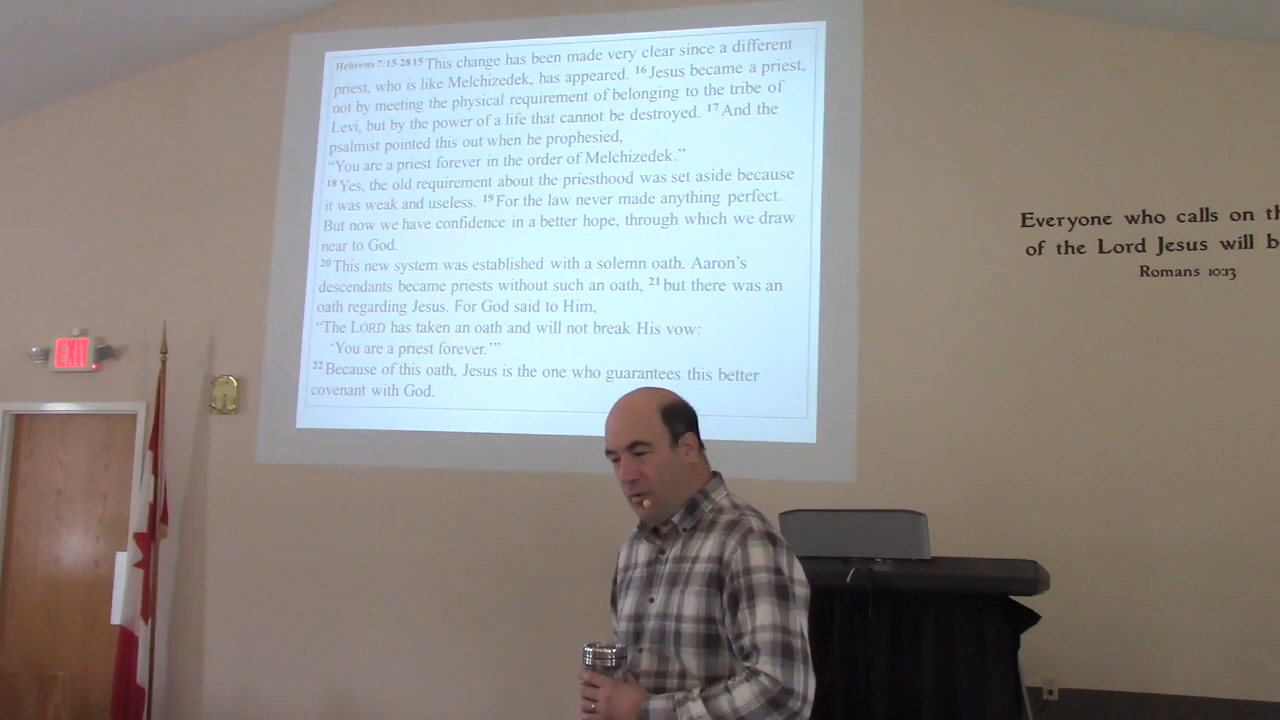 Hebrews 7:15-28 15 This change has been made very clear since a different
priest, who is like Melchizedek, has appeared. 16 Jesus became a priest,
not by meeting the physical requirement of belonging to the tribe of
Levi, but by the power of a life that cannot be destroyed. 17 And the
psalmist pointed this out when he prophesied,
“You are a priest forever in the order of Melchizedek.”
18 Yes, the old requirement about the priesthood was set aside because
it was weak and useless. 19 For the law never made anything perfect.
But now we have confidence in a better hope, through which we draw
near to God.
20 This new system was established with a solemn oath. Aaron’s
descendants became priests without such an oath, 21 but there was an
oath regarding Jesus. For God said to Him,
“The LORD has taken an oath and will not break His vow:
‘You are a priest forever.’”
22 Because of this oath, Jesus is the one who guarantees this better
covenant with God.
Everyone who calls on
of the Lord Jesus will
Romans 10:13
EXIT